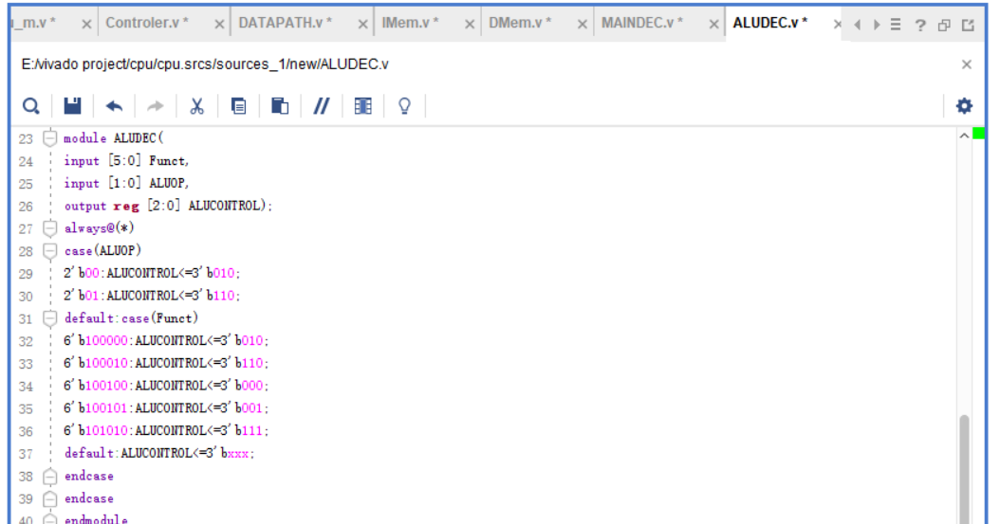 u_m.v * × Controler.v * × DATAPATH.v * × IMem.v * × DMem.v * × MAINDEC.v * × ALUDEC.v * × ?
E:/vivado project/cpu/cpu.srcs/sources_1/new/ALUDEC.v ×
//
23 module ALUDEC(
24 input [5:0] Funct,
25 input [1:0] ALUOP,
26 output reg [2:0] ALUCONTROL);
27 always@(*)
28 case(ALUOP)
29 2'b00:ALUCONTROL<=3'b010;
30 2'b01:ALUCONTROL<=3'b110;
31 default:case(Funct)
32 6'b100000:ALUCONTROL<=3'b010;
33 6'b100010:ALUCONTROL<=3'b110;
34 6'b100100:ALUCONTROL<=3'b000;
35 6'b100101:ALUCONTROL<=3'b001;
36 6'b101010:ALUCONTROL<=3'b111;
37 default:ALUCONTROL<=3'bxxx;
38 endcase
39 endcase
40 endmodule